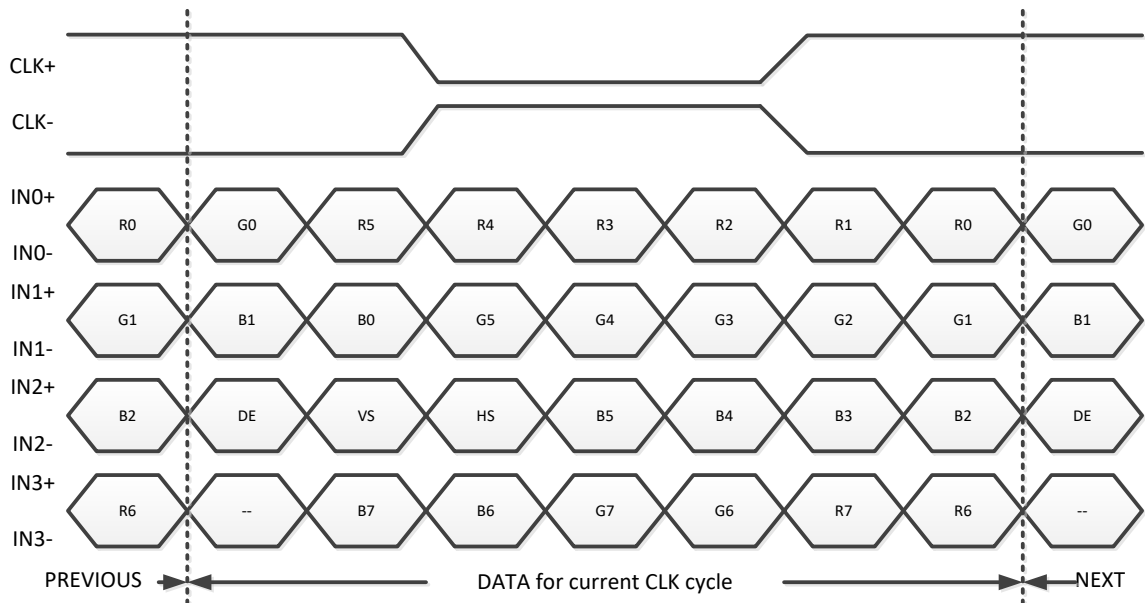 CLK+
CLK-
IN0+
R0 G0 R5 R4 R3 R2 R1 R0 G0
IN0-
IN1+
G1 B1 B0 G5 G4 G3 G2 G1 B1
IN1-
IN2+
B2 DE VS HS B5 B4 B3 B2 DE
IN2-
IN3+
R6 -- B7 B6 G7 G6 R7 R6 --
IN3-
PREVIOUS DATA for current CLK cycle NEXT